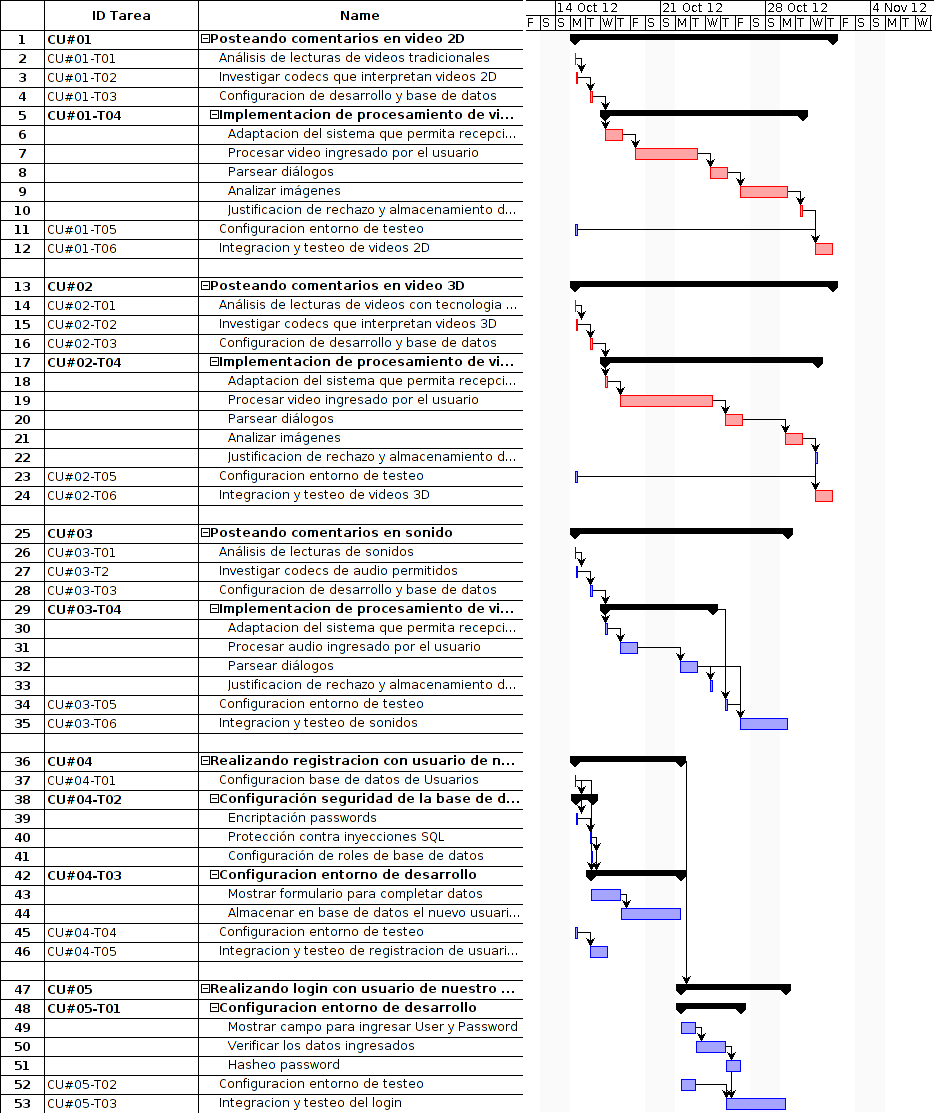 ID Tarea Name 14 Oct 12 21 Oct 12 28 Oct 12 4 Nov 12
F S S M T W T F S S M T W T F S S M T W T F S S M T W
1 CU#01 Posteando comentarios en video 2D
2 CU#01-T01 Análisis de lecturas de videos tradicionales
3 CU#01-T02 Investigar codecs que interpretan videos 2D
4 CU#01-T03 Configuracion de desarrollo y base de datos
5 CU#01-T04 Implementacion de procesamiento de vi...
6 Adaptacion del sistema que permita recepci...
7 Procesar video ingresado por el usuario
8 Parsear diálogos
9 Analizar imágenes
10 Justificacion de rechazo y almacenamiento d...
11 CU#01-T05 Configuracion entorno de testeo
12 CU#01-T06 Integracion y testeo de videos 2D
13 CU#02 Posteando comentarios en video 3D
14 CU#02-T01 Análisis de lecturas de videos con tecnologia ...
15 CU#02-T02 Investigar codecs que interpretan videos 3D
16 CU#02-T03 Configuracion de desarrollo y base de datos
17 CU#02-T04 Implementacion de procesamiento de vi...
18 Adaptacion del sistema que permita recepci...
19 Procesar video ingresado por el usuario
20 Parsear diálogos
21 Analizar imágenes
22 Justificacion de rechazo y almacenamiento d...
23 CU#02-T05 Configuracion entorno de testeo
24 CU#02-T06 Integracion y testeo de videos 3D
25 CU#03 Posteando comentarios en sonido
26 CU#03-T01 Análisis de lecturas de sonidos
27 CU#03-T2 Investigar codecs de audio permitidos
28 CU#03-T03 Configuracion de desarrollo y base de datos
29 CU#03-T04 Implementacion de procesamiento de vi...
30 Adaptacion del sistema que permita recepci...
31 Procesar audio ingresado por el usuario
32 Parsear diálogos
33 Justificacion de rechazo y almacenamiento d...
34 CU#03-T05 Configuracion entorno de testeo
35 CU#03-T06 Integracion y testeo de sonidos
36 CU#04 Realizando registracion con usuario de n...
37 CU#04-T01 Configuración base de datos de Usuarios
38 CU#04-T02 Configuración seguridad de la base de d...
39 Encriptación passwords
40 Protección contra inyecciones SQL
41 Configuración de roles de base de datos
42 CU#04-T03 Configuracion entorno de desarrollo
43 Mostrar formulario para completar datos
44 Almacenar en base de datos el nuevo usuari...
45 CU#04-T04 Configuracion entorno de testeo
46 CU#04-T05 Integracion y testeo de registracion de usuari...
47 CU#05 Realizando login con usuario de nuestro ...
48 CU#05-T01 Configuracion entorno de desarrollo
49 Mostrar campo para ingresar User y Password
50 Verificar los datos ingresados
51 Hasheo password
52 CU#05-T02 Configuracion entorno de testeo
53 CU#05-T03 Integracion y testeo del login